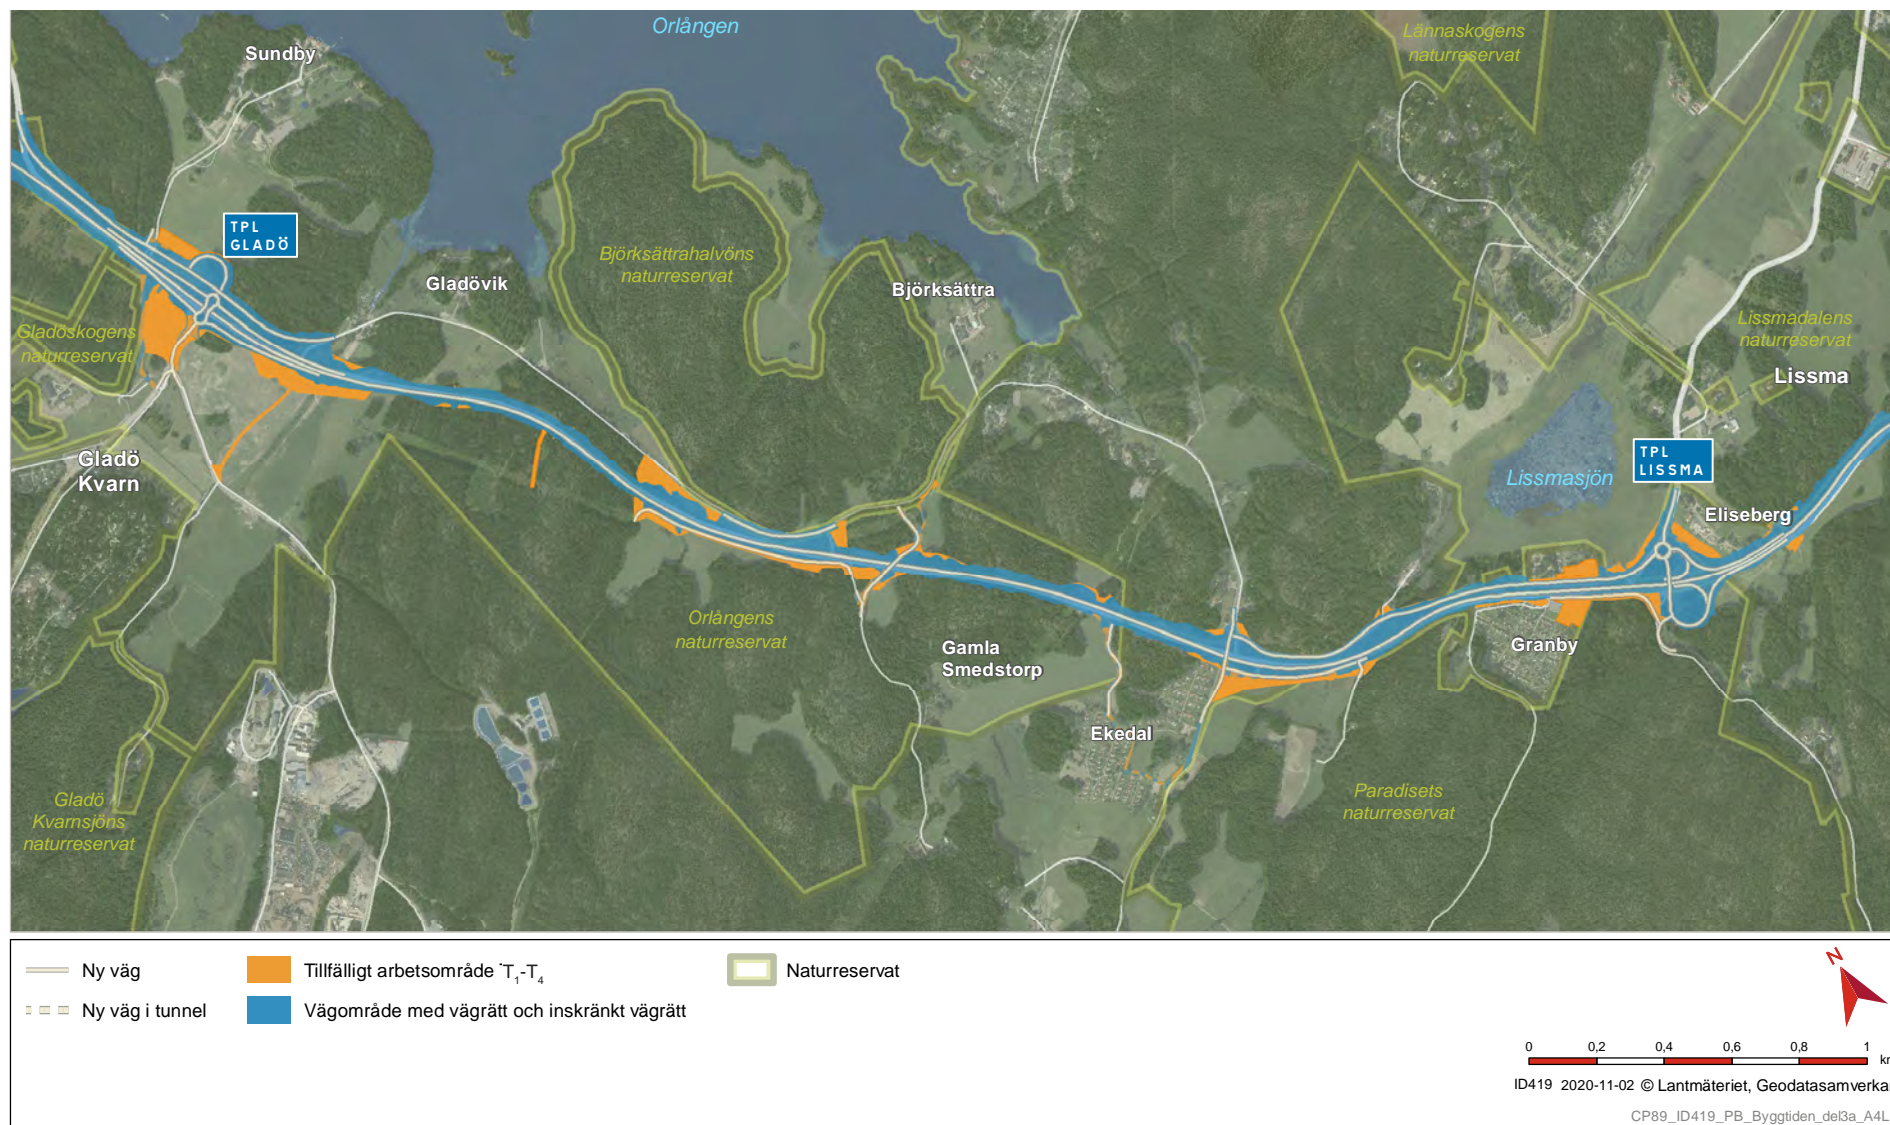 Orlången
Sundby
Lännaskogens
naturreservat
TPL
GLADÖ
Gladövik
Björksättrahalvöns
naturreservat
Björksättra
Gladöskogens
naturreservat
Lissmadalens
naturreservat
Lissma
Gladö
Kvarn
TPL
LISSMA
Lissmasjön
Eliseberg
Orlångens
naturreservat
Gamla
Smedstorp
Granby
Ekedal
Paradisets
naturreservat
Gladö
Kvarnsjöns
naturreservat
Ny väg
Tillfälligt arbetsområde T1-T4
Naturreservat
Ny väg i tunnel
Vägområde med vägrätt och inskränkt vägrätt
N
0 0,2 0,4 0,6 0,8 1
ID419 2020-11-02 © Lantmäteriet, Geodatasamverka
CP89_ID419_PB_Byggtiden_del3a_A4L